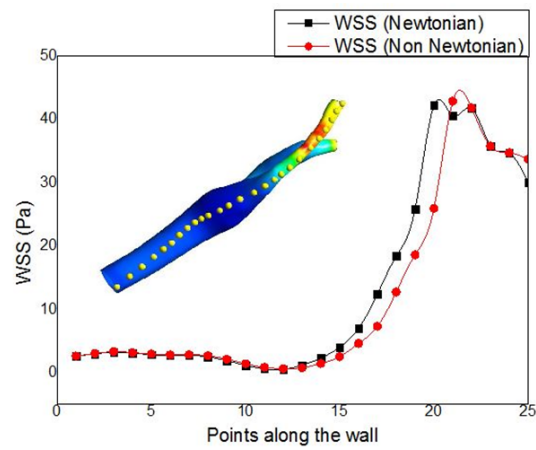 WSS (Newtonian)
WSS (Non Newtonian)
50
40
30
20
10
0
WSS (Pa)
0 5 10 15 20 25
Points along the wall